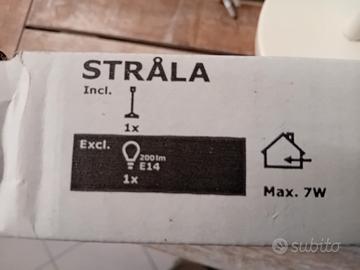 STRÅLA
Incl.
1x
Excl.
200lm
E14
1x
Max. 7W
subito